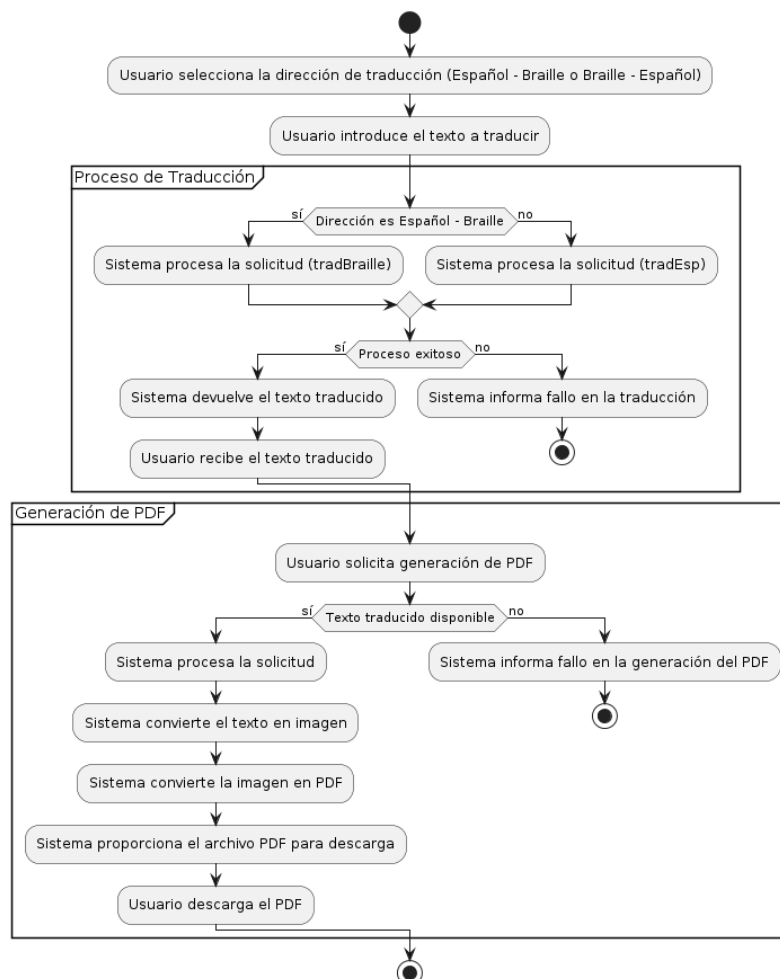 Usuario selecciona la dirección de traducción (Español - Braille o Braille - Español)
Usuario introduce el texto a traducir
Proceso de Traducción
sí
Dirección es Español - Braille
no
Sistema procesa la solicitud (tradBraille)
Sistema procesa la solicitud (tradEsp)
sí
Proceso exitoso
no
Sistema devuelve el texto traducido
Sistema informa fallo en la traducción
Usuario recibe el texto traducido
Generación de PDF
Usuario solicita generación de PDF
sí
Texto traducido disponible
no
Sistema procesa la solicitud
Sistema informa fallo en la generación del PDF
Sistema convierte el texto en imagen
Sistema convierte la imagen en PDF
Sistema proporciona el archivo PDF para descarga
Usuario descarga el PDF